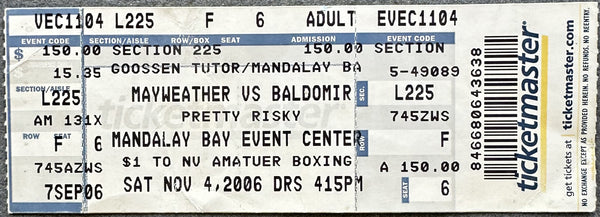 VEC1104 L225 F 6 ADULT EVEC1104
EVENT CODE SECTION/AISLE ROW/BOX SEAT ADMISSION EVENT CODE
$ 150.00 SECTION 225 150.00 SECTION
15.35 GOOSSEN TUTOR/MANDALAY BA 5-49089
SECTION/AISLE
L225 MAYWEATHER VS BALDOMIR SEC. L225
ticketmaster
AM 131X PRETTY RISKY 745ZWS
ROW SEAT
F 6 MANDALAY BAY EVENT CENTER F
745AZWS $1 TO NV AMATUER BOXING A 150.00
7SEP06 SAT NOV 4,2006 DRS 415PM SEAT 6
846680643638
ticketmaster
get tickets at ticketmaster.com